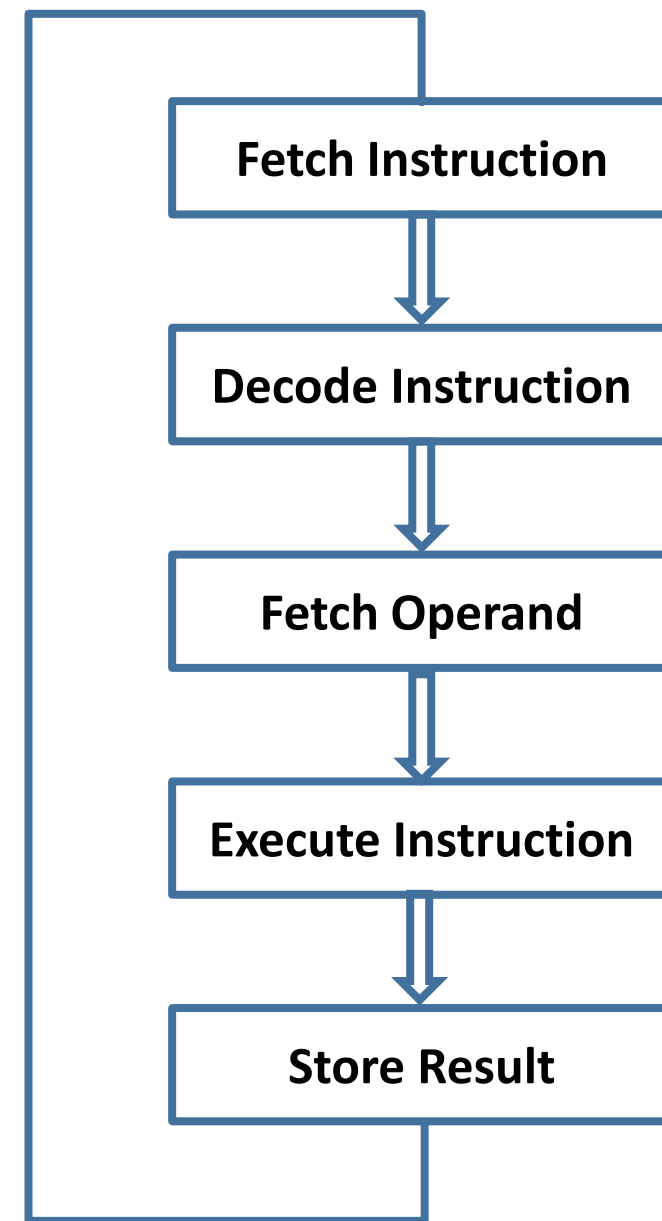 Fetch Instruction
Decode Instruction
Fetch Operand
Execute Instruction
Store Result